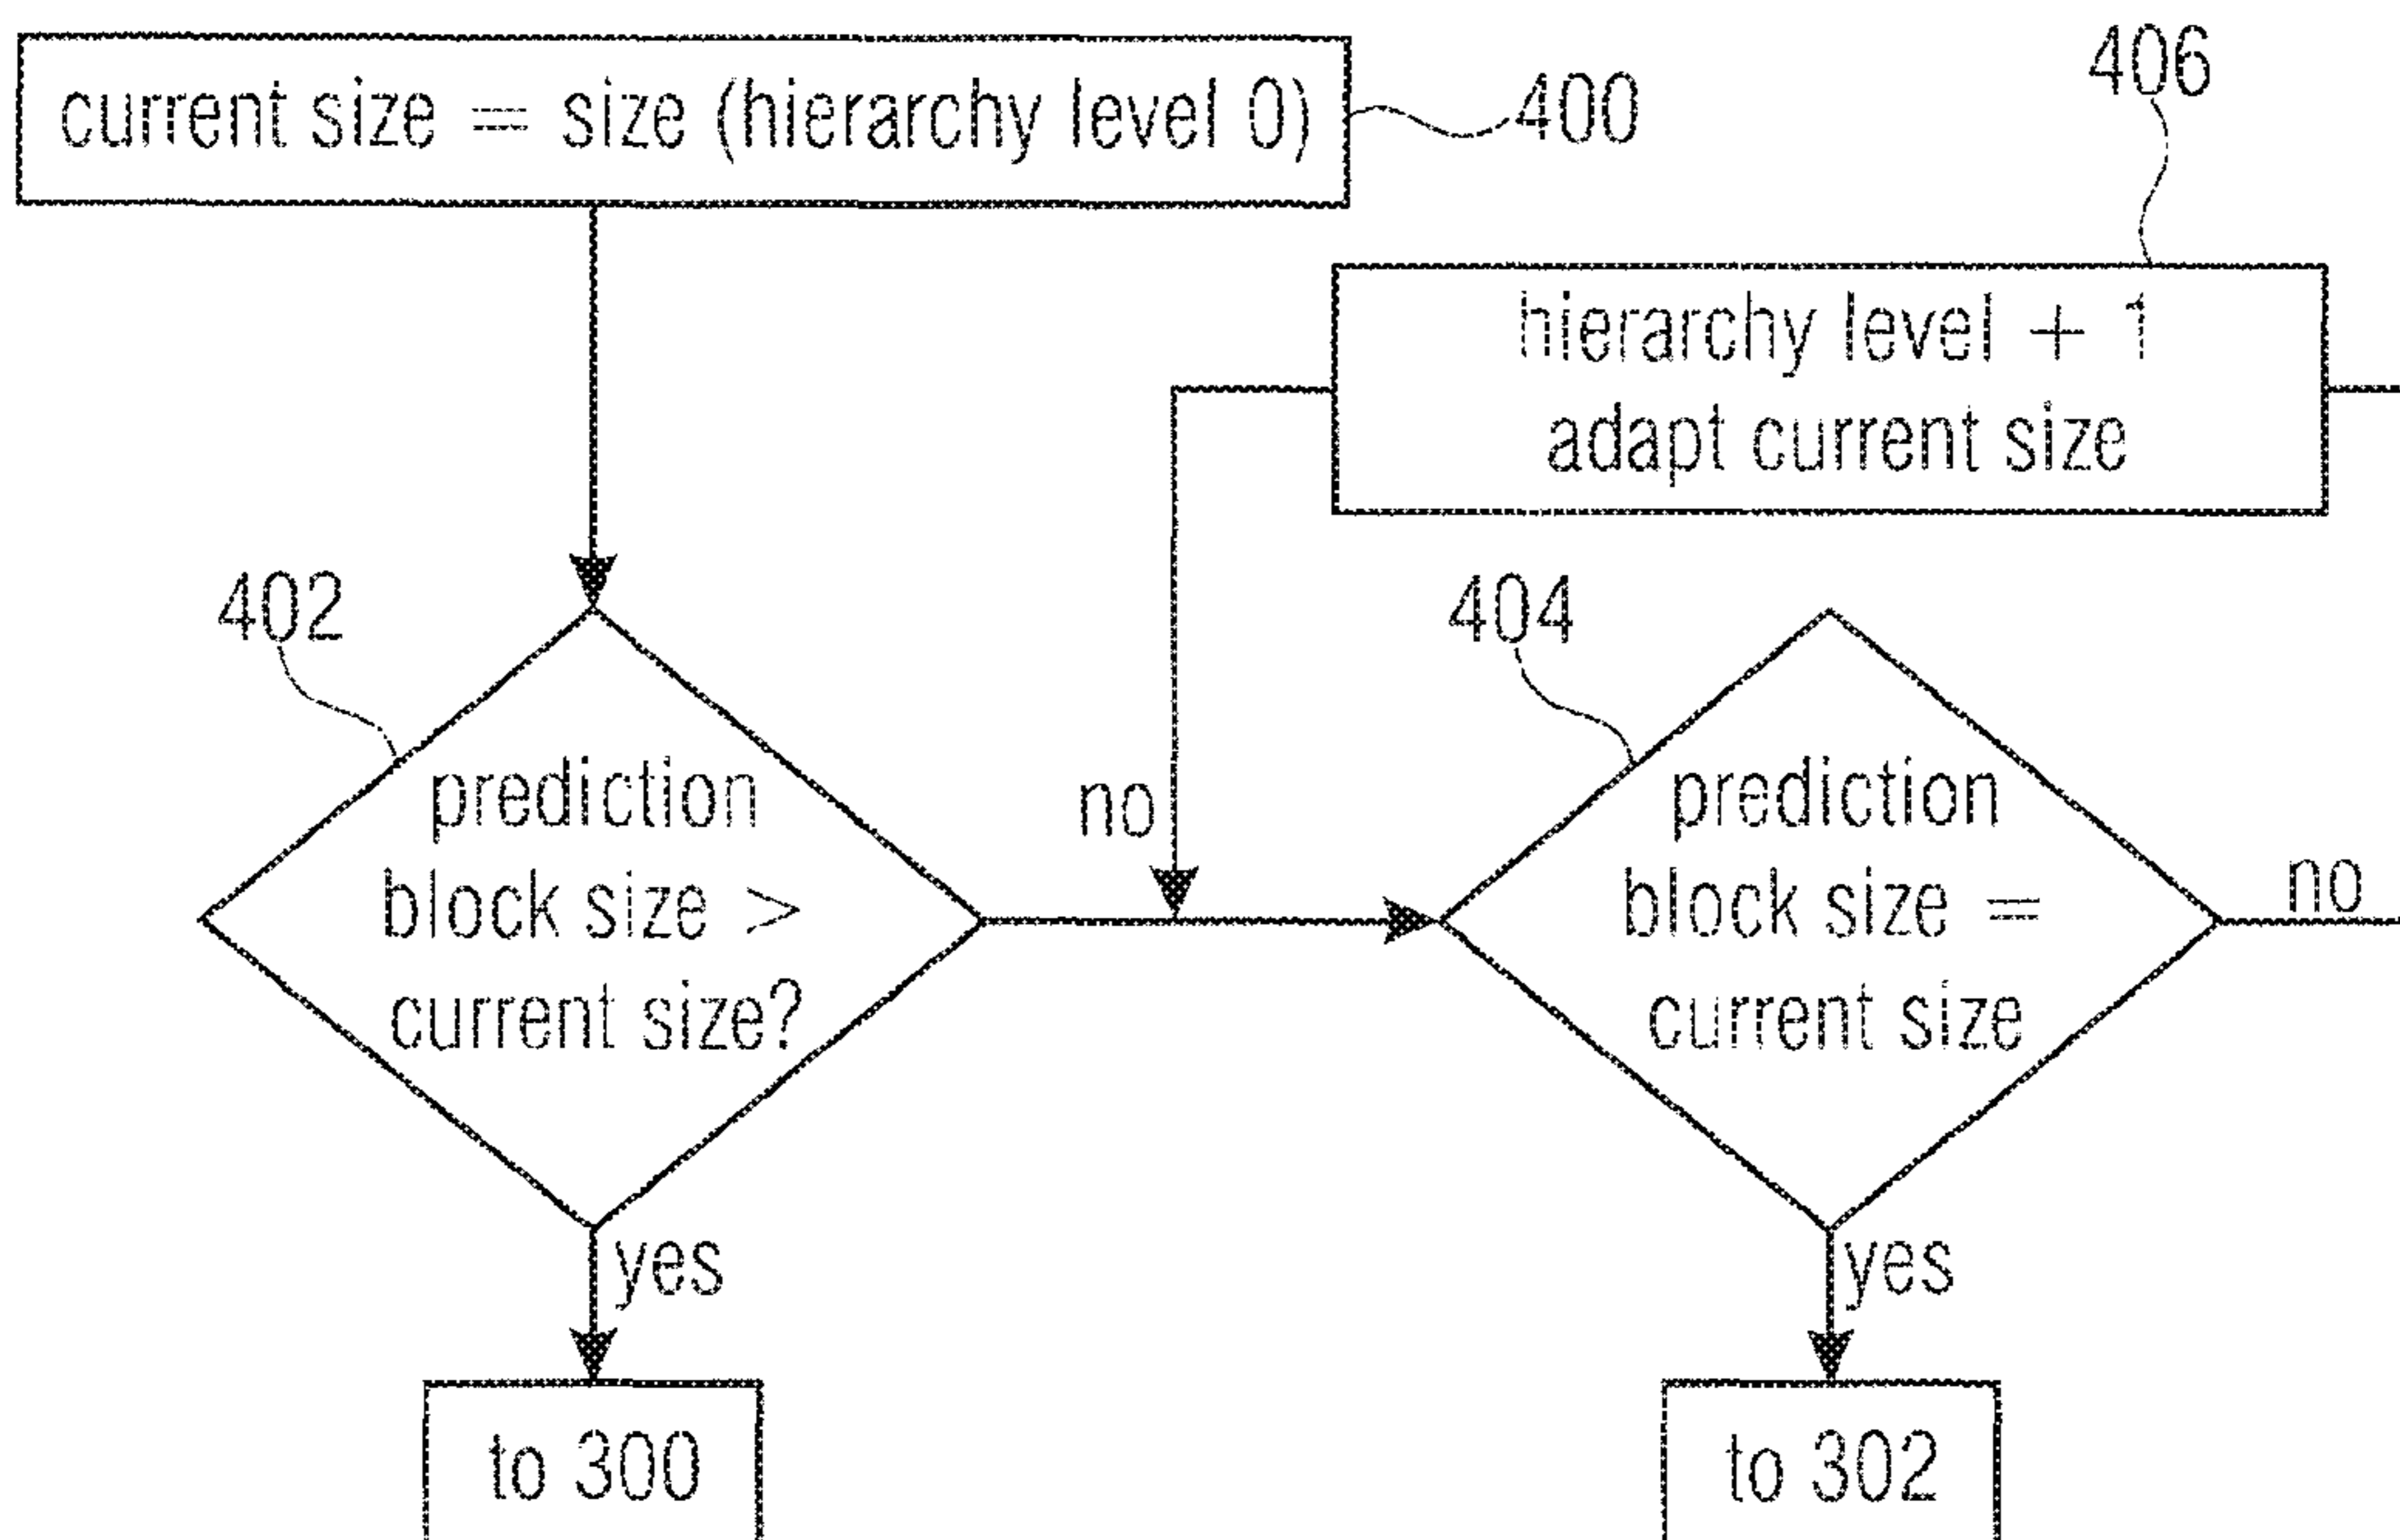 current size = size (hierarchy level 0)
400
406
hierarchy level + 1
adapt current size
402
prediction
block size >
current size?
no
404
prediction
block size =
current size
no
yes
yes
to 300
to 302